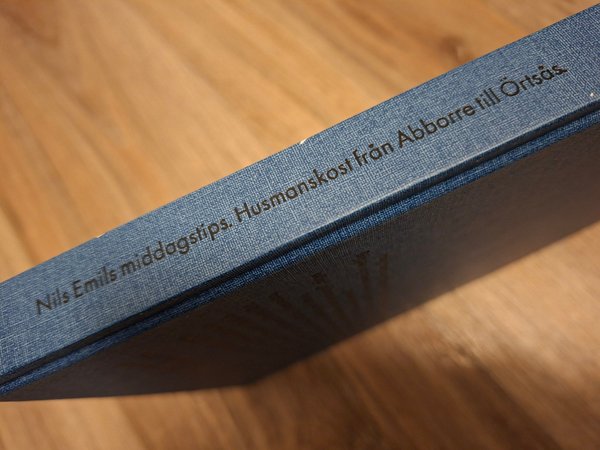 Nils Emils middagstips. Husmanskost från Abborre till Örtsås.